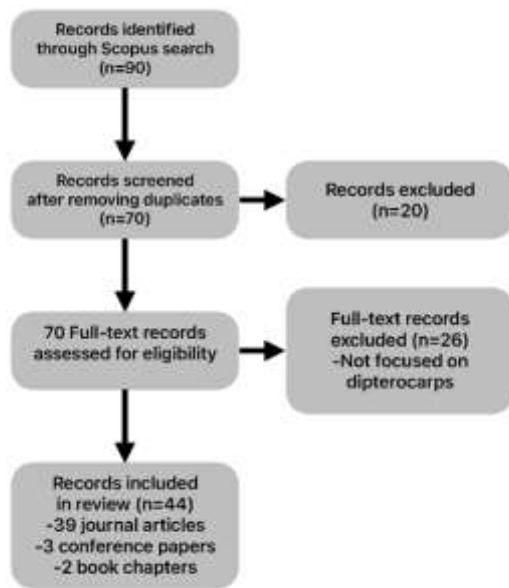 Records identified
through Scopus search
(n=90)
Records screened
after removing duplicates
(n=70)
Records excluded
(n=20)
70 Full-text records
assessed for eligibility
Full-text records
excluded (n=26)
-Not focused on
dipterocarps
Records included
in review (n=44)
-39 journal articles
-3 conference papers
-2 book chapters